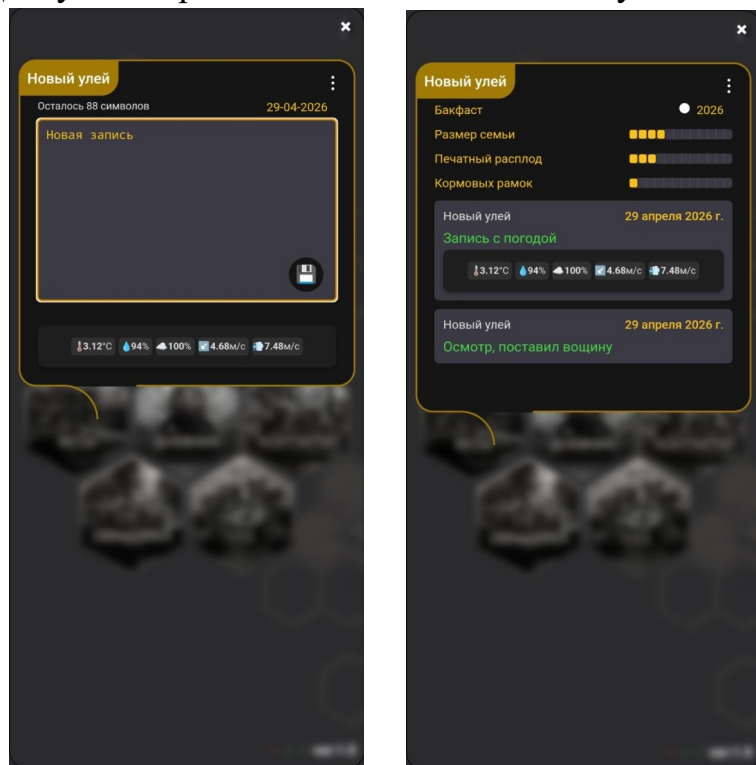 Новый улей
Осталось 88 символов
29-04-2026
Новая запись
3.12°C 94% 100% 4.68м/с 7.48м/с
Новый улей
Бакфаст
2026
Размер семьи
Печатный расплод
Кормовых рамок
Новый улей
29 апреля 2026 г.
Запись с погодой
3.12°C 94% 100% 4.68м/с 7.48м/с
Новый улей
29 апреля 2026 г.
Осмотр, поставил вощину